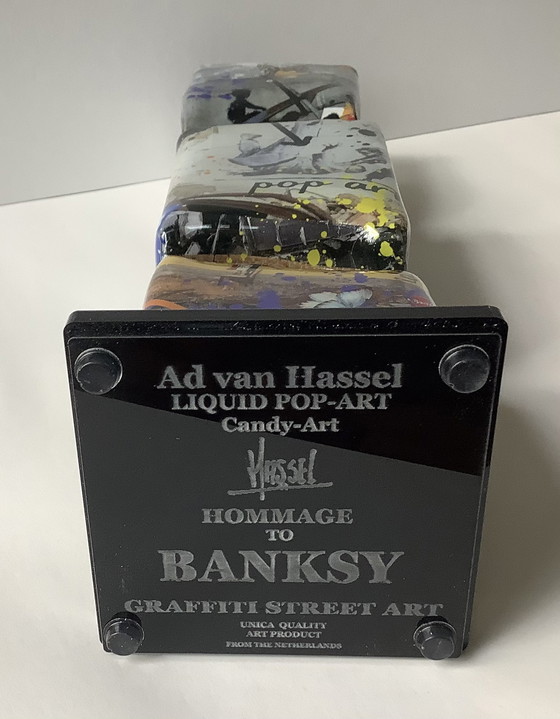 pop a
Ad van Hassel
LIQUID POP-ART
Candy-Art
HASSEL
HOMMAGE
TO
BANKSY
GRAFFITI STREET ART
UNICA QUALITY
ART PRODUCT
FROM THE NETHERLANDS